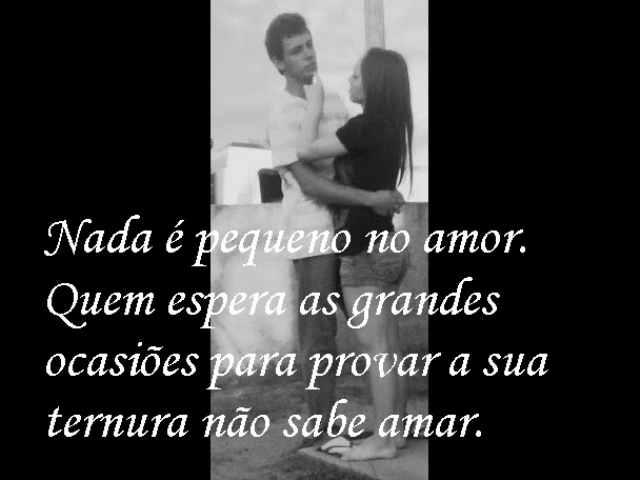 Nada é pequeno no amor.
Quem espera as grandes
ocasiões para provar a sua
ternura não sabe amar.